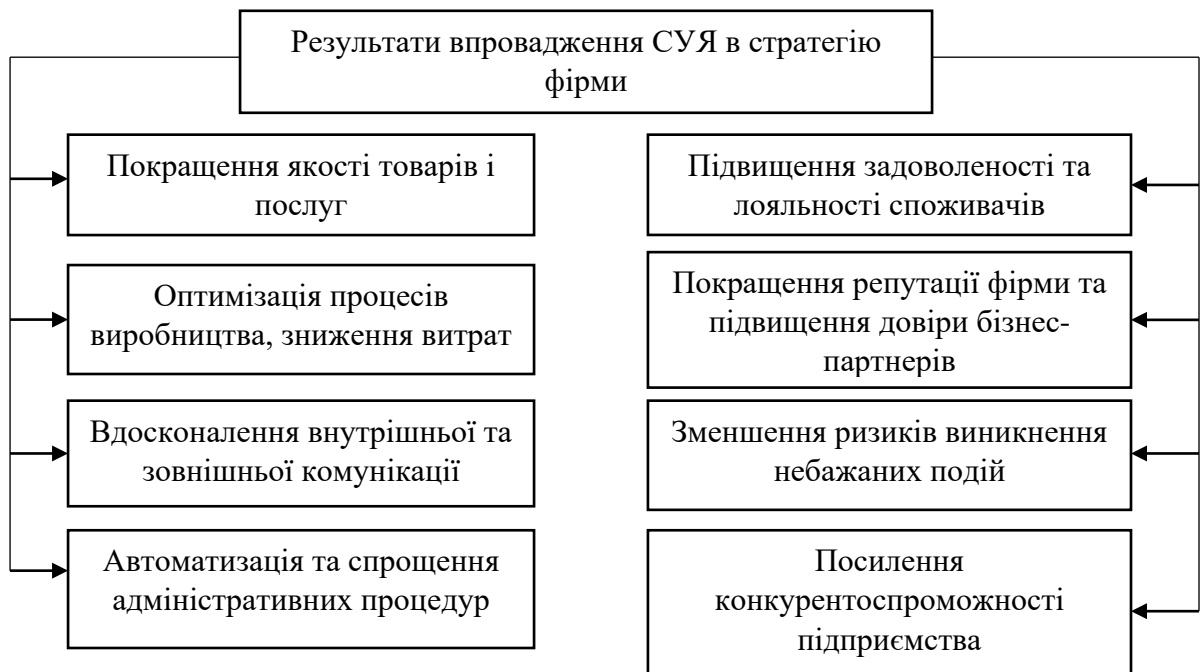 Результати впровадження СУЯ в стратегію
фірми
Покращення якості товарів і
послуг
Оптимізація процесів
виробництва, зниження витрат
Вдосконалення внутрішньої та
зовнішньої комунікації
Автоматизація та спрощення
адміністративних процедур
Підвищення задоволеності та
лояльності споживачів
Покращення репутації фірми та
підвищення довіри бізнес-
партнерів
Зменшення ризиків виникнення
небажаних подій
Посилення
конкурентоспроможності
підприємства